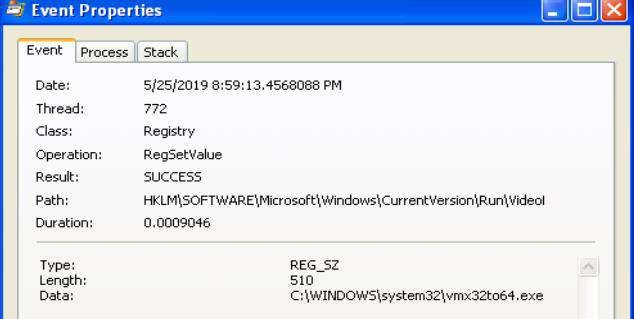 Event Properties
Event Process Stack
Date: 5/25/2019 8:59:13.4568088 PM
Thread: 772
Class: Registry
Operation: RegSetValue
Result: SUCCESS
Path: HKLM\SOFTWARE\Microsoft\Windows\CurrentVersion\Run\VideoI
Duration: 0.0009046
Type: REG_SZ
Length: 510
Data: C:\WINDOWS\system32\vmx32to64.exe